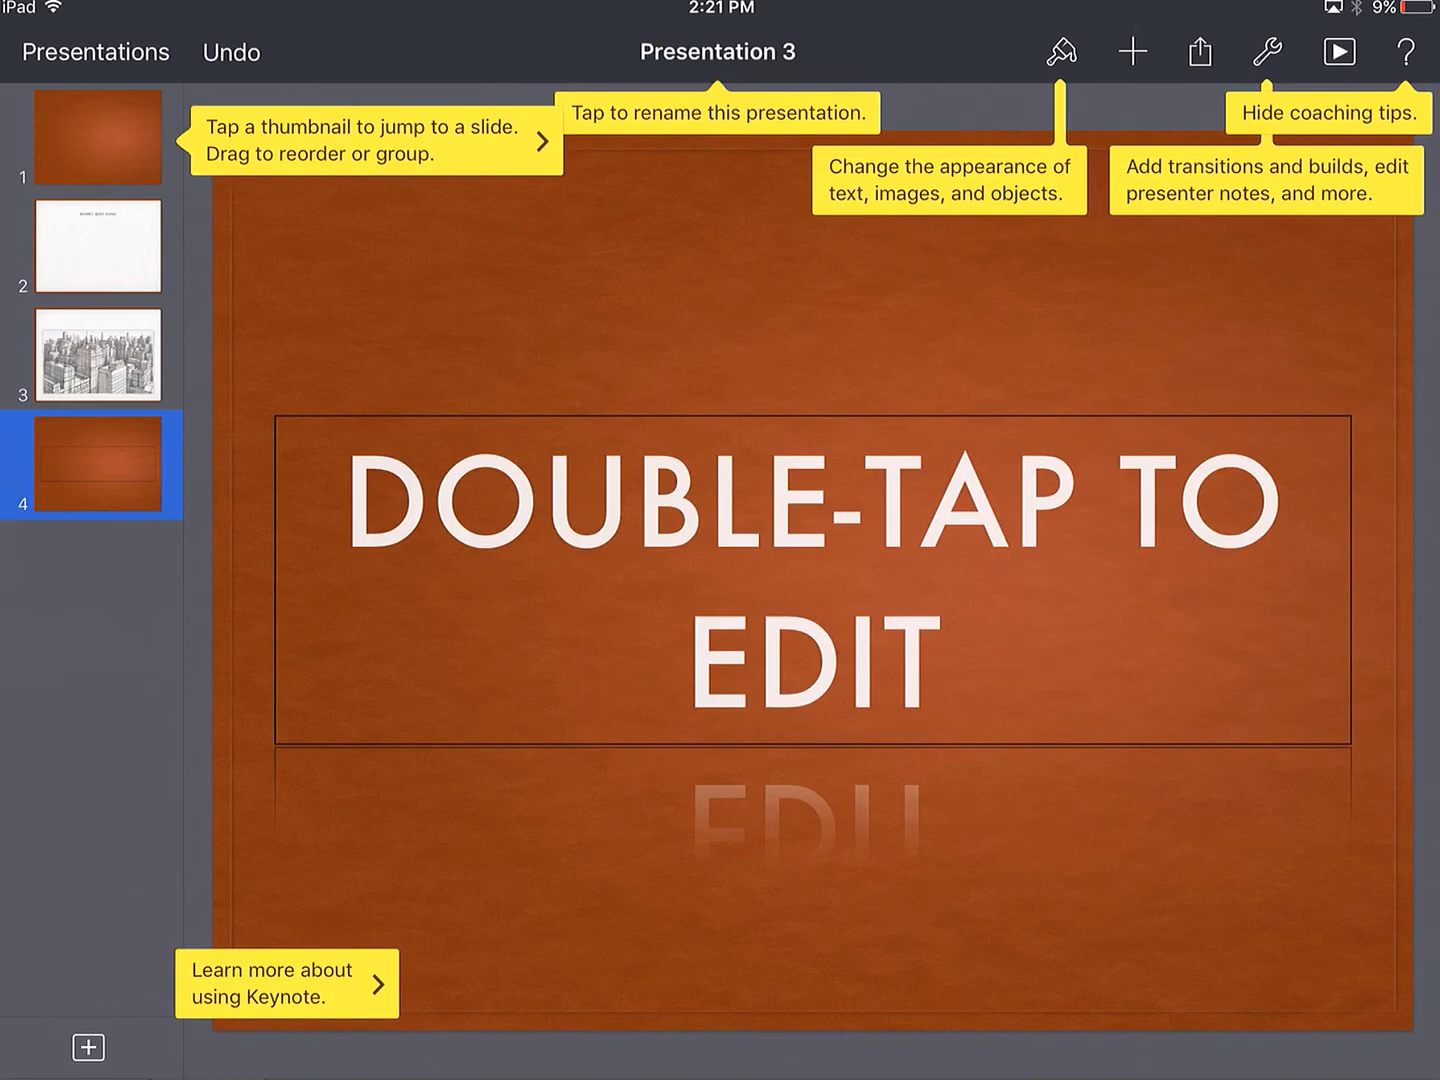 iPad
2:21 PM
9%
Presentations
Undo
Presentation 3
Tap a thumbnail to jump to a slide.
Drag to reorder or group.
Tap to rename this presentation.
Change the appearance of
text, images, and objects.
Hide coaching tips.
Add transitions and builds, edit
presenter notes, and more.
1
2
3
4
DOUBLE-TAP TO
EDIT
Learn more about
using Keynote.